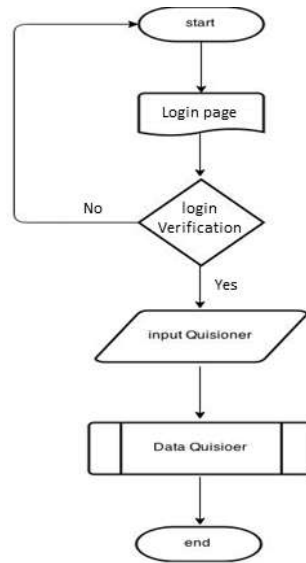 start
Login page
login
Verification
No
Yes
input Quisioner
Data Quisioer
end